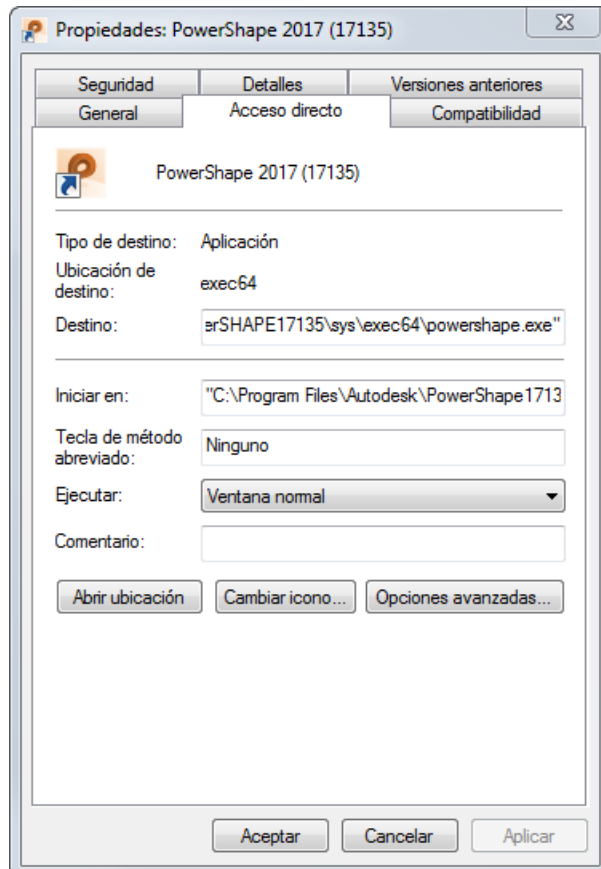 Propiedades: PowerShape 2017 (17135)
Seguridad Detalles Versiones anteriores
General Acceso directo Compatibilidad
PowerShape 2017 (17135)
Tipo de destino: Aplicación
Ubicación de
destino: exec64
Destino: erSHAPE17135\sys\exec64\powershape.exe"
Iniciar en: "C:\Program Files\Autodesk\PowerShape1713
Tecla de método
abreviado: Ninguno
Ejecutar: Ventana normal
Comentario:
Abrir ubicación Cambiar icono... Opciones avanzadas...
Aceptar Cancelar Aplicar